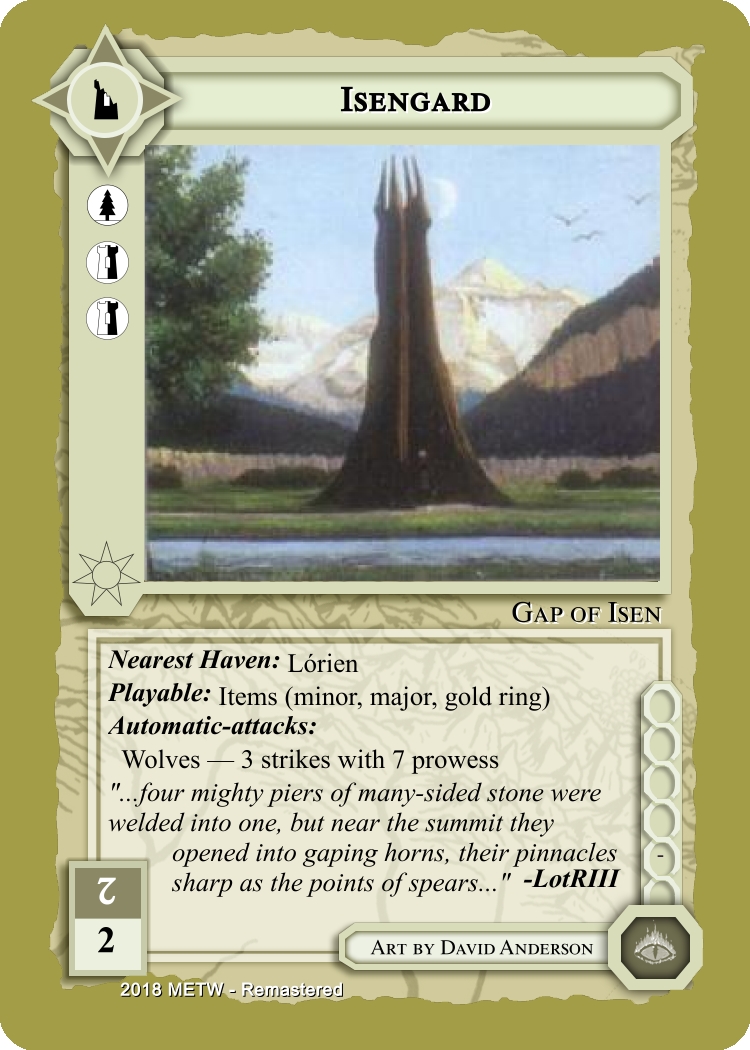 Isengard
Gap of Isen
Nearest Haven: Lórien
Playable: Items (minor, major, gold ring)
Automatic-attacks:
Wolves — 3 strikes with 7 prowess
"...four mighty piers of many-sided stone were
welded into one, but near the summit they
opened into gaping horns, their pinnacles
sharp as the points of spears..." -LotRIII
-
2
2
Art by David Anderson
2018 METW - Remastered